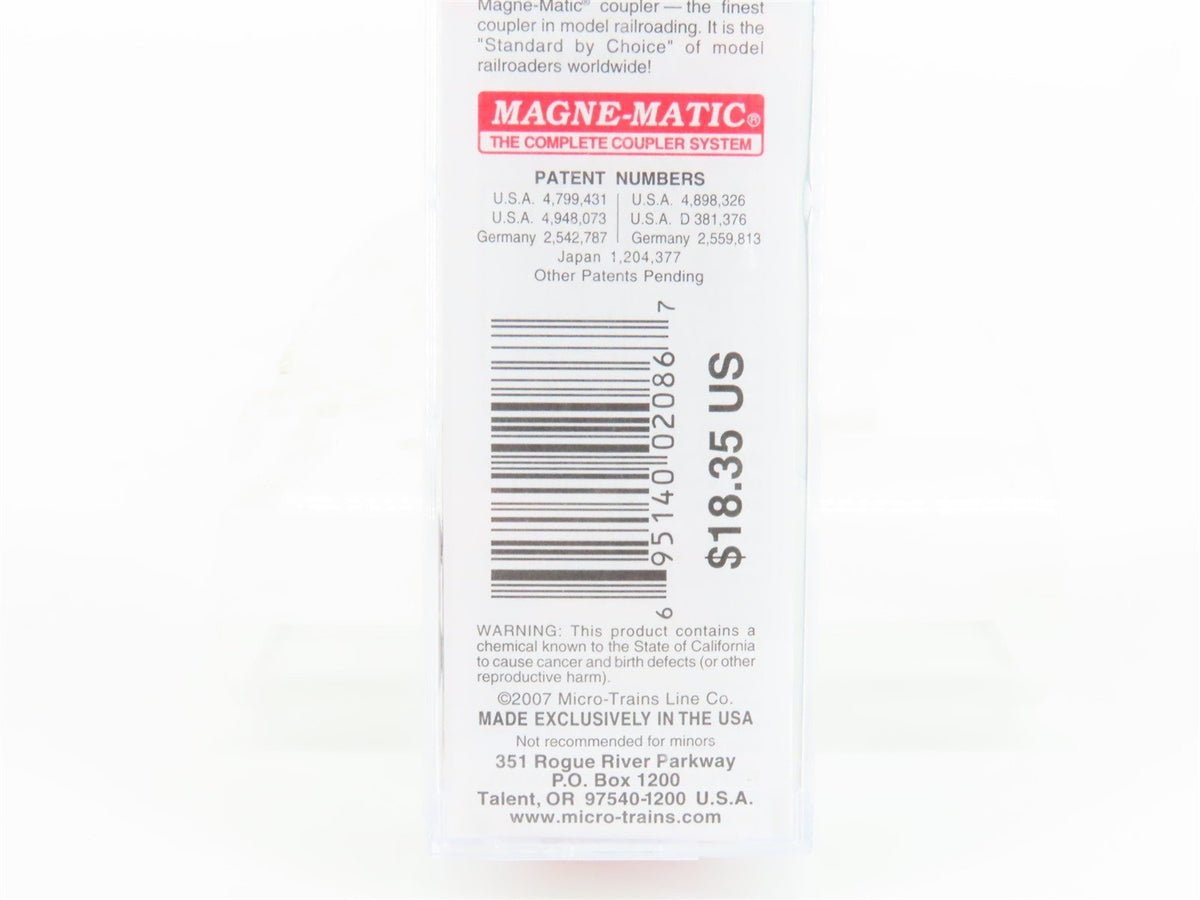 Magne-Matic® coupler — the finest
coupler in model railroading. It is the
"Standard by Choice" of model
railroaders worldwide!
MAGNE-MATIC®
THE COMPLETE COUPLER SYSTEM
PATENT NUMBERS
U.S.A. 4,799,431 | U.S.A. 4,898,326
U.S.A. 4,948,073 | U.S.A. D 381,376
Germany 2,542,787 | Germany 2,559,813
Japan 1,204,377
Other Patents Pending
6 95140 02086 7
$18.35 US
WARNING: This product contains a
chemical known to the State of California
to cause cancer and birth defects (or other
reproductive harm).
©2007 Micro-Trains Line Co.
MADE EXCLUSIVELY IN THE USA
Not recommended for minors
351 Rogue River Parkway
P.O. Box 1200
Talent, OR 97540-1200 U.S.A.
www.micro-trains.com